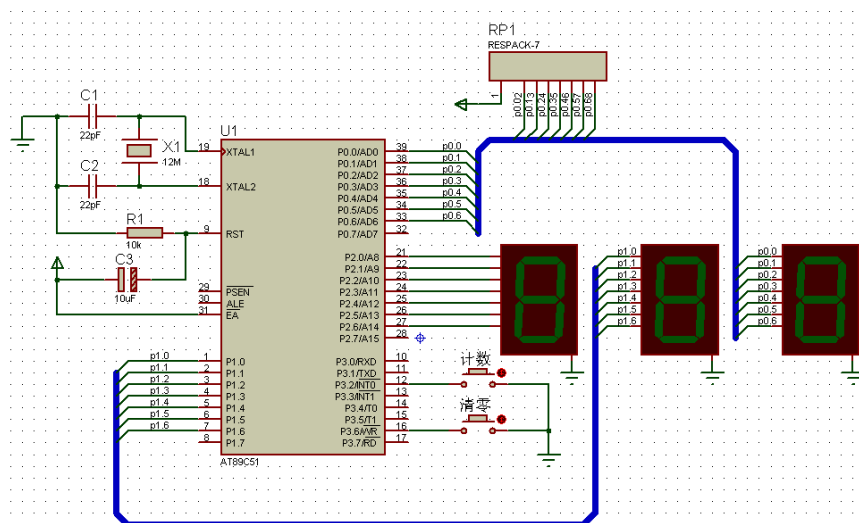 RP1
RESPACK-7
1
p0.02
p0.13
p0.24
p0.35
p0.46
p0.57
p0.68
C1
22pF
X1
12M
C2
22pF
R1
10k
C3
10uF
U1
19 XTAL1
18 XTAL2
9 RST
29 PSEN
30 ALE
31 EA
p1.0 1 P1.0
p1.1 2 P1.1
p1.2 3 P1.2
p1.3 4 P1.3
p1.4 5 P1.4
p1.5 6 P1.5
p1.6 7 P1.6
8 P1.7
P0.0/AD0 39 p0.0
P0.1/AD1 38 p0.1
P0.2/AD2 37 p0.2
P0.3/AD3 36 p0.3
P0.4/AD4 35 p0.4
P0.5/AD5 34 p0.5
P0.6/AD6 33 p0.6
P0.7/AD7 32
P2.0/A8 21
P2.1/A9 22
P2.2/A10 23
P2.3/A11 24
P2.4/A12 25
P2.5/A13 26
P2.6/A14 27
P2.7/A15 28
P3.0/RXD 10
P3.1/TXD 11
P3.2/INT0 12
P3.3/INT1 13
P3.4/T0 14
P3.5/T1 15
P3.6/WR 16
P3.7/RD 17
AT89C51
计数
清零
p1.0
p1.1
p1.2
p1.3
p1.4
p1.5
p1.6
p0.0
p0.1
p0.2
p0.3
p0.4
p0.5
p0.6